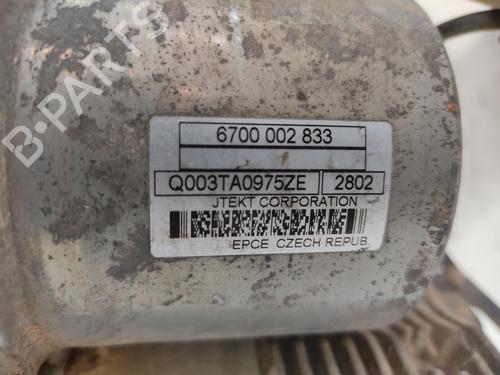 6700 002 833
Q003TA0975ZE 2802
JTEKT CORPORATION
EPCE CZECH REPUB.
B-PARTS